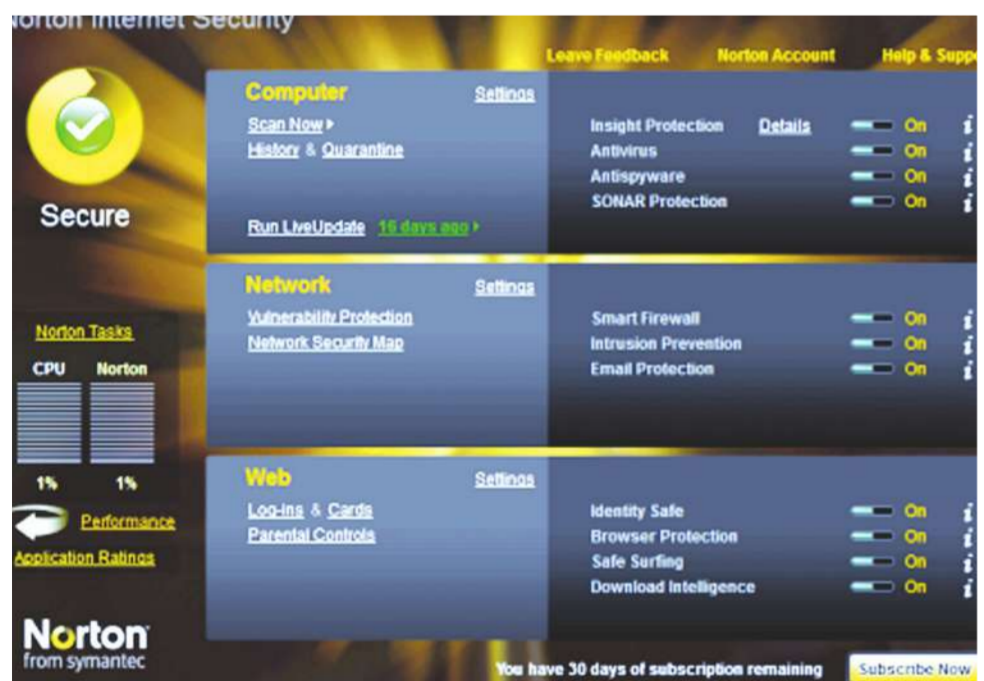 Norton Internet Security
Leave Feedback Norton Account Help & Suppo
Secure
Computer Settings
Scan Now
History & Quarantine
Run LiveUpdate 16 days ago
Insight Protection Details On
Antivirus On
Antispyware On
SONAR Protection On
Network Settings
Vulnerability Protection
Network Security Map
Smart Firewall On
Intrusion Prevention On
Email Protection On
Norton Tasks
CPU Norton
1% 1%
Performance
Application Ratings
Web Settings
Log-ins & Cards
Parental Controls
Identity Safe On
Browser Protection On
Safe Surfing On
Download Intelligence On
Norton
from symantec
You have 30 days of subscription remaining Subscribe Now